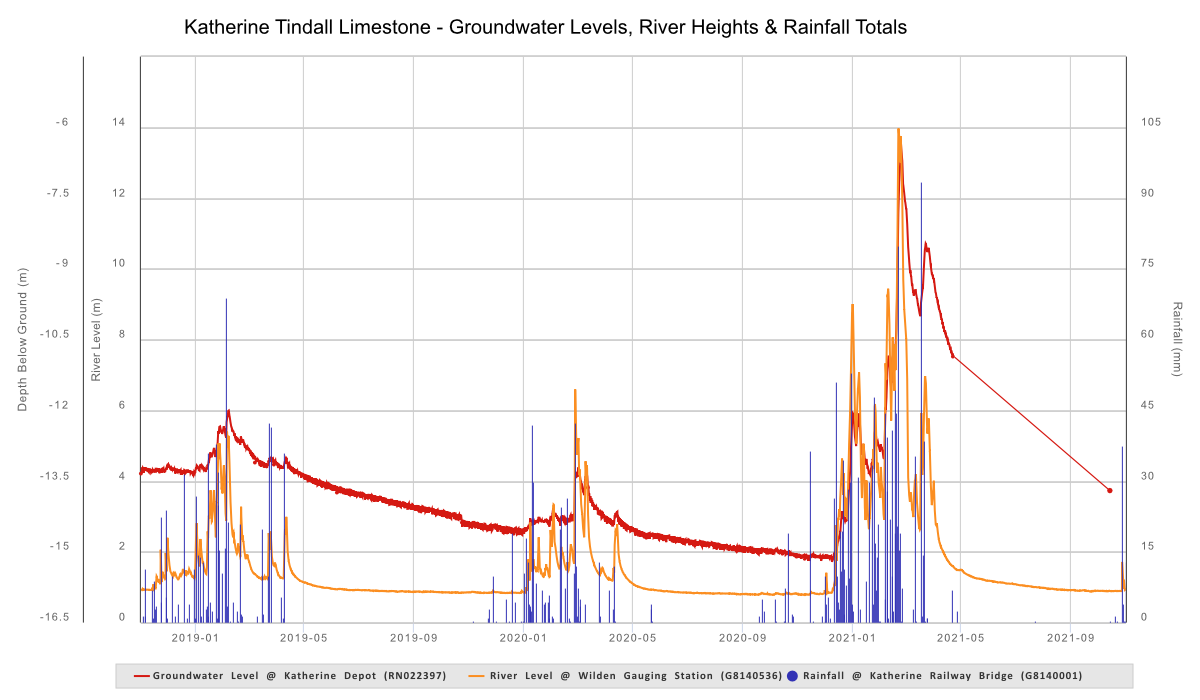 Katherine Tindall Limestone - Groundwater Levels, River Heights & Rainfall Totals
-6 14 105
-7.5 12 90
-9 10 75
-10.5 8 60
-12 6 45
-13.5 4 30
-15 2 15
-16.5 0 0
Depth Below Ground (m)
River Level (m)
Rainfall (mm)
2019-01 2019-05 2019-09 2020-01 2020-05 2020-09 2021-01 2021-05 2021-09
Groundwater Level @ Katherine Depot (RN022397) River Level @ Wilden Gauging Station (G8140536) Rainfall @ Katherine Railway Bridge (G8140001)